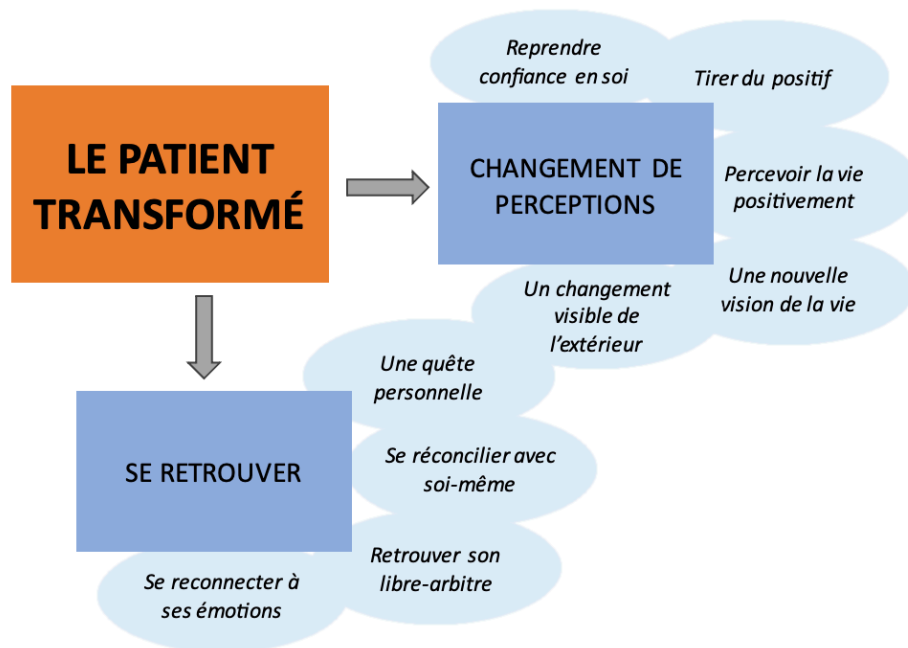 Reprendre
confiance en soi
Tirer du positif
LE PATIENT
TRANSFORMÉ
CHANGEMENT DE
PERCEPTIONS
Percevoir la vie
positivement
Une nouvelle
vision de la vie
Un changement
visible de
l’extérieur
Une quête
personnelle
SE RETROUVER
Se réconcilier avec
soi-même
Retrouver son
libre-arbitre
Se reconnecter à
ses émotions